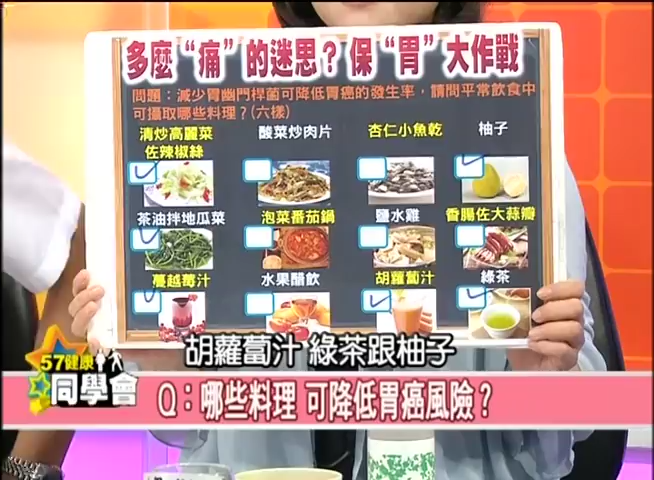 多麼“痛”的迷思？保“胃”大作戰
問題：減少胃幽門桿菌可降低胃癌的發生率，請問平常飲食中
可攝取哪些料理？(六樣)
清炒高麗菜
佐辣椒絲
酸菜炒肉片
杏仁小魚乾
柚子
茶油拌地瓜菜
泡菜番茄鍋
鹽水雞
香腸佐大蒜瓣
蔓越莓汁
水果醋飲
胡蘿蔔汁
綠茶
胡蘿蔔汁 綠茶跟柚子
57健康
同學會
Q：哪些料理 可降低胃癌風險？